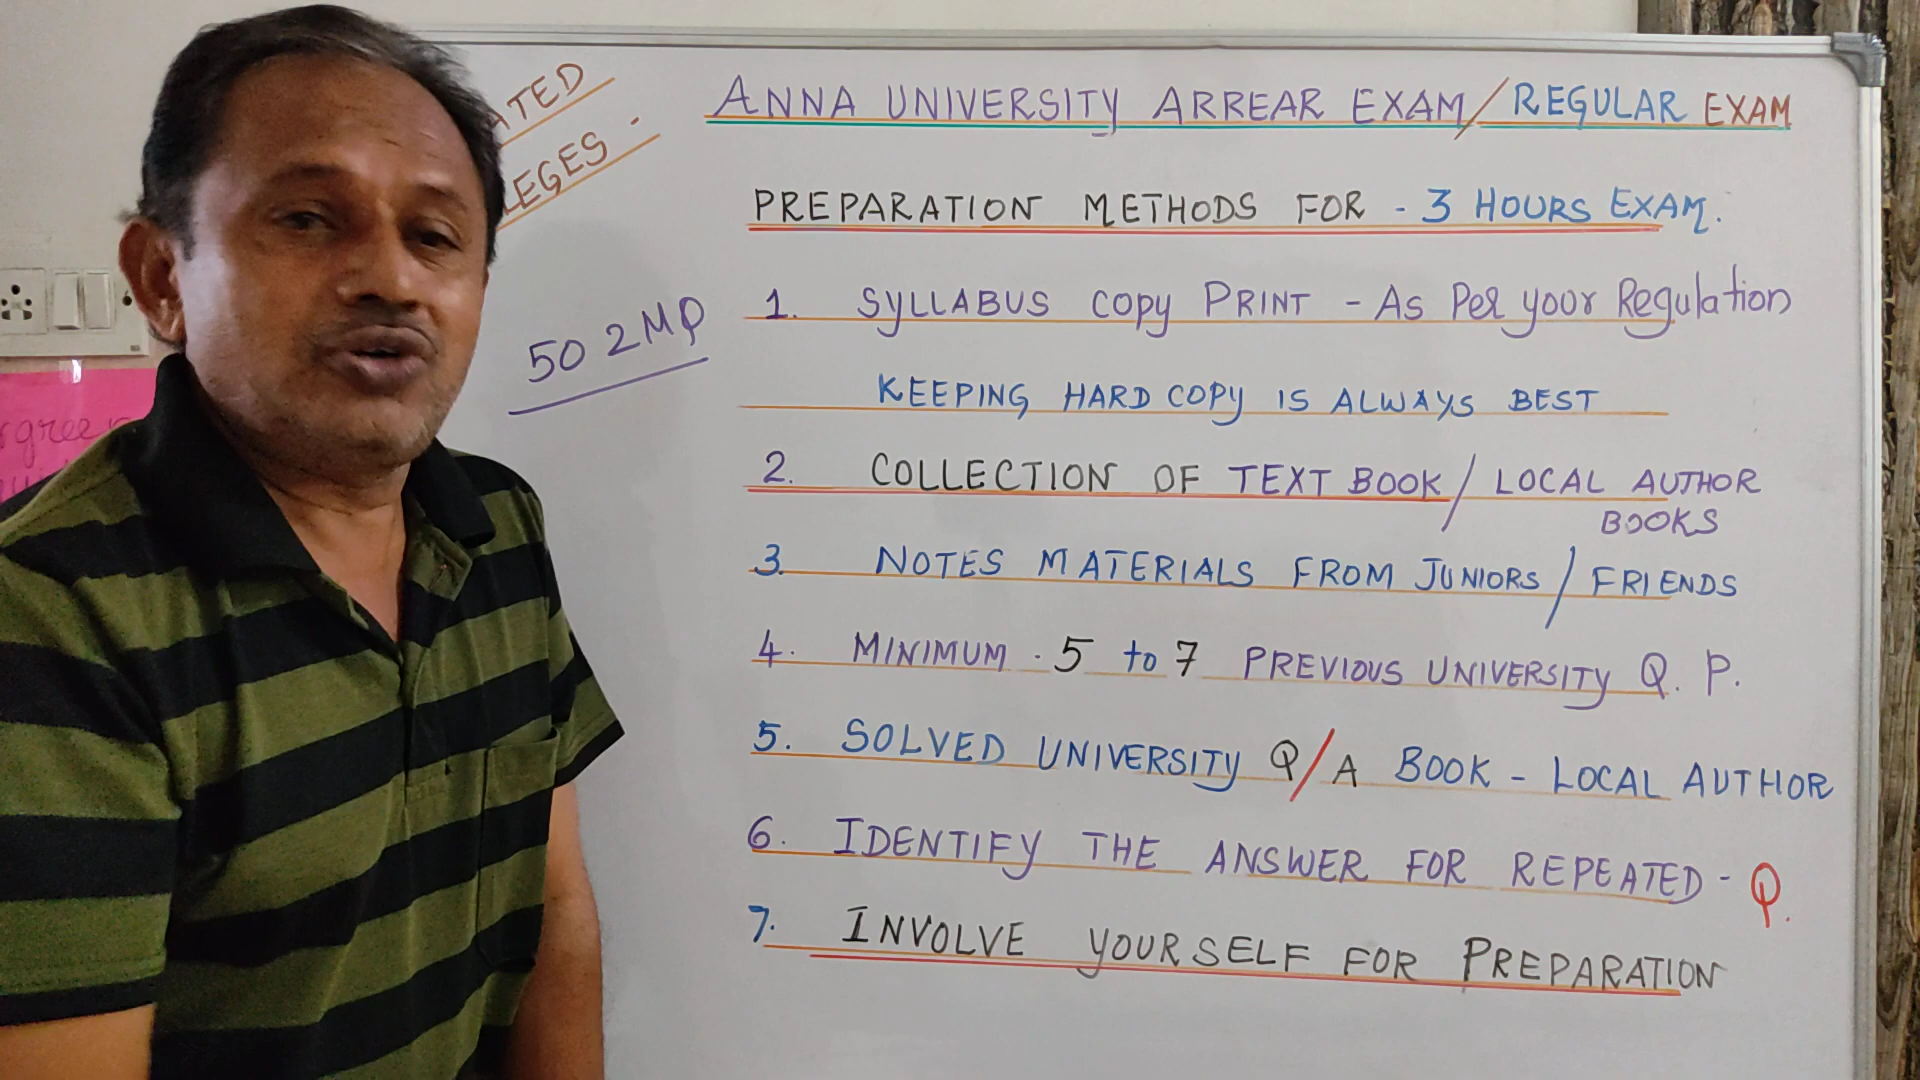 ATED
LEGES.
ANNA UNIVERSITY ARREAR EXAM/REGULAR EXAM
PREPARATION METHODS FOR - 3 HOURS EXAM.
50 2MQ
1. SYLLABUS COPY PRINT - As Per your Regulation
KEEPING HARD COPY IS ALWAYS BEST
2. COLLECTION OF TEXT BOOK / LOCAL AUTHOR
BOOKS
3. NOTES MATERIALS FROM JUNIORS / FRIENDS
4. MINIMUM . 5 to 7 PREVIOUS UNIVERSITY Q. P.
5. SOLVED UNIVERSITY Q/A BOOK - LOCAL AUTHOR
6. IDENTIFY THE ANSWER FOR REPEATED - Q.
7. INVOLVE YOURSELF FOR PREPARATION